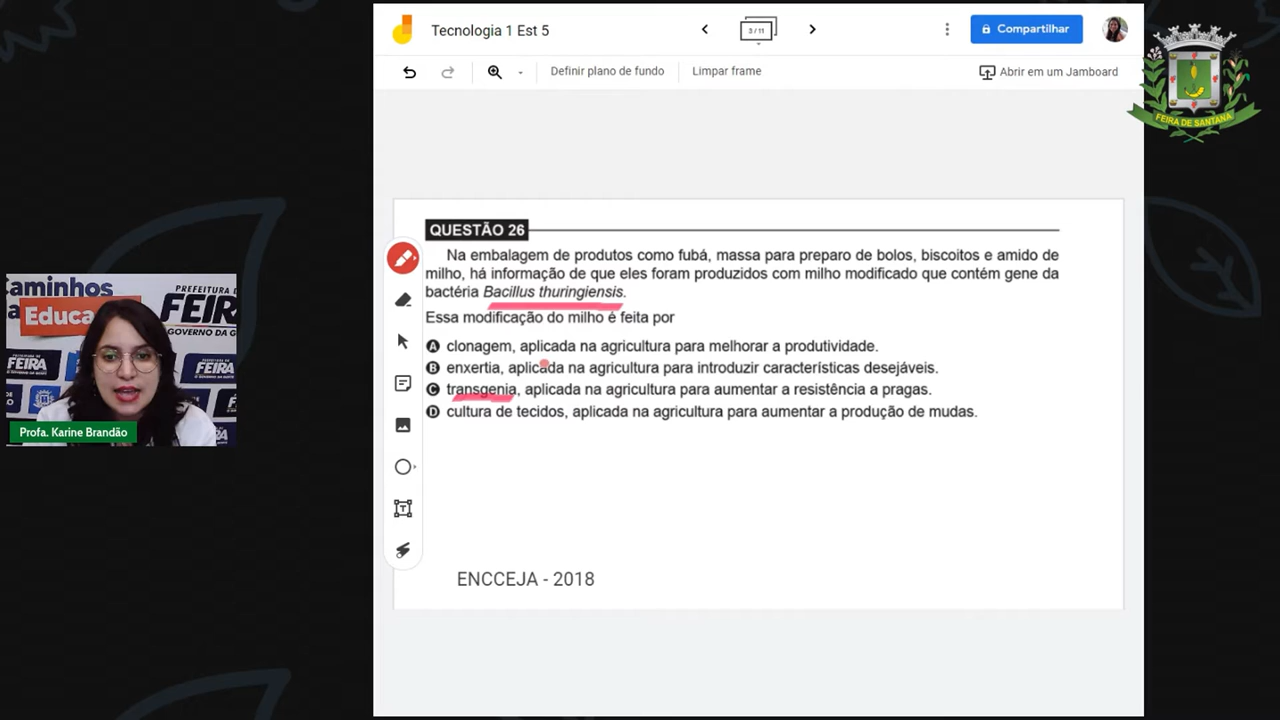 Tecnologia 1 Est 5
3 / 11
Compartilhar
Definir plano de fundo
Limpar frame
Abrir em um Jamboard
FEIRA DE SANTANA
QUESTÃO 26
Na embalagem de produtos como fubá, massa para preparo de bolos, biscoitos e amido de
milho, há informação de que eles foram produzidos com milho modificado que contém gene da
bactéria Bacillus thuringiensis.
Essa modificação do milho é feita por
A clonagem, aplicada na agricultura para melhorar a produtividade.
B enxertia, aplicada na agricultura para introduzir características desejáveis.
C transgenia, aplicada na agricultura para aumentar a resistência a pragas.
D cultura de tecidos, aplicada na agricultura para aumentar a produção de mudas.
ENCCEJA - 2018
Caminhos
Educa
PREFEITURA
FEIRA
GOVERNO DA
FEIRA
Profa. Karine Brandão